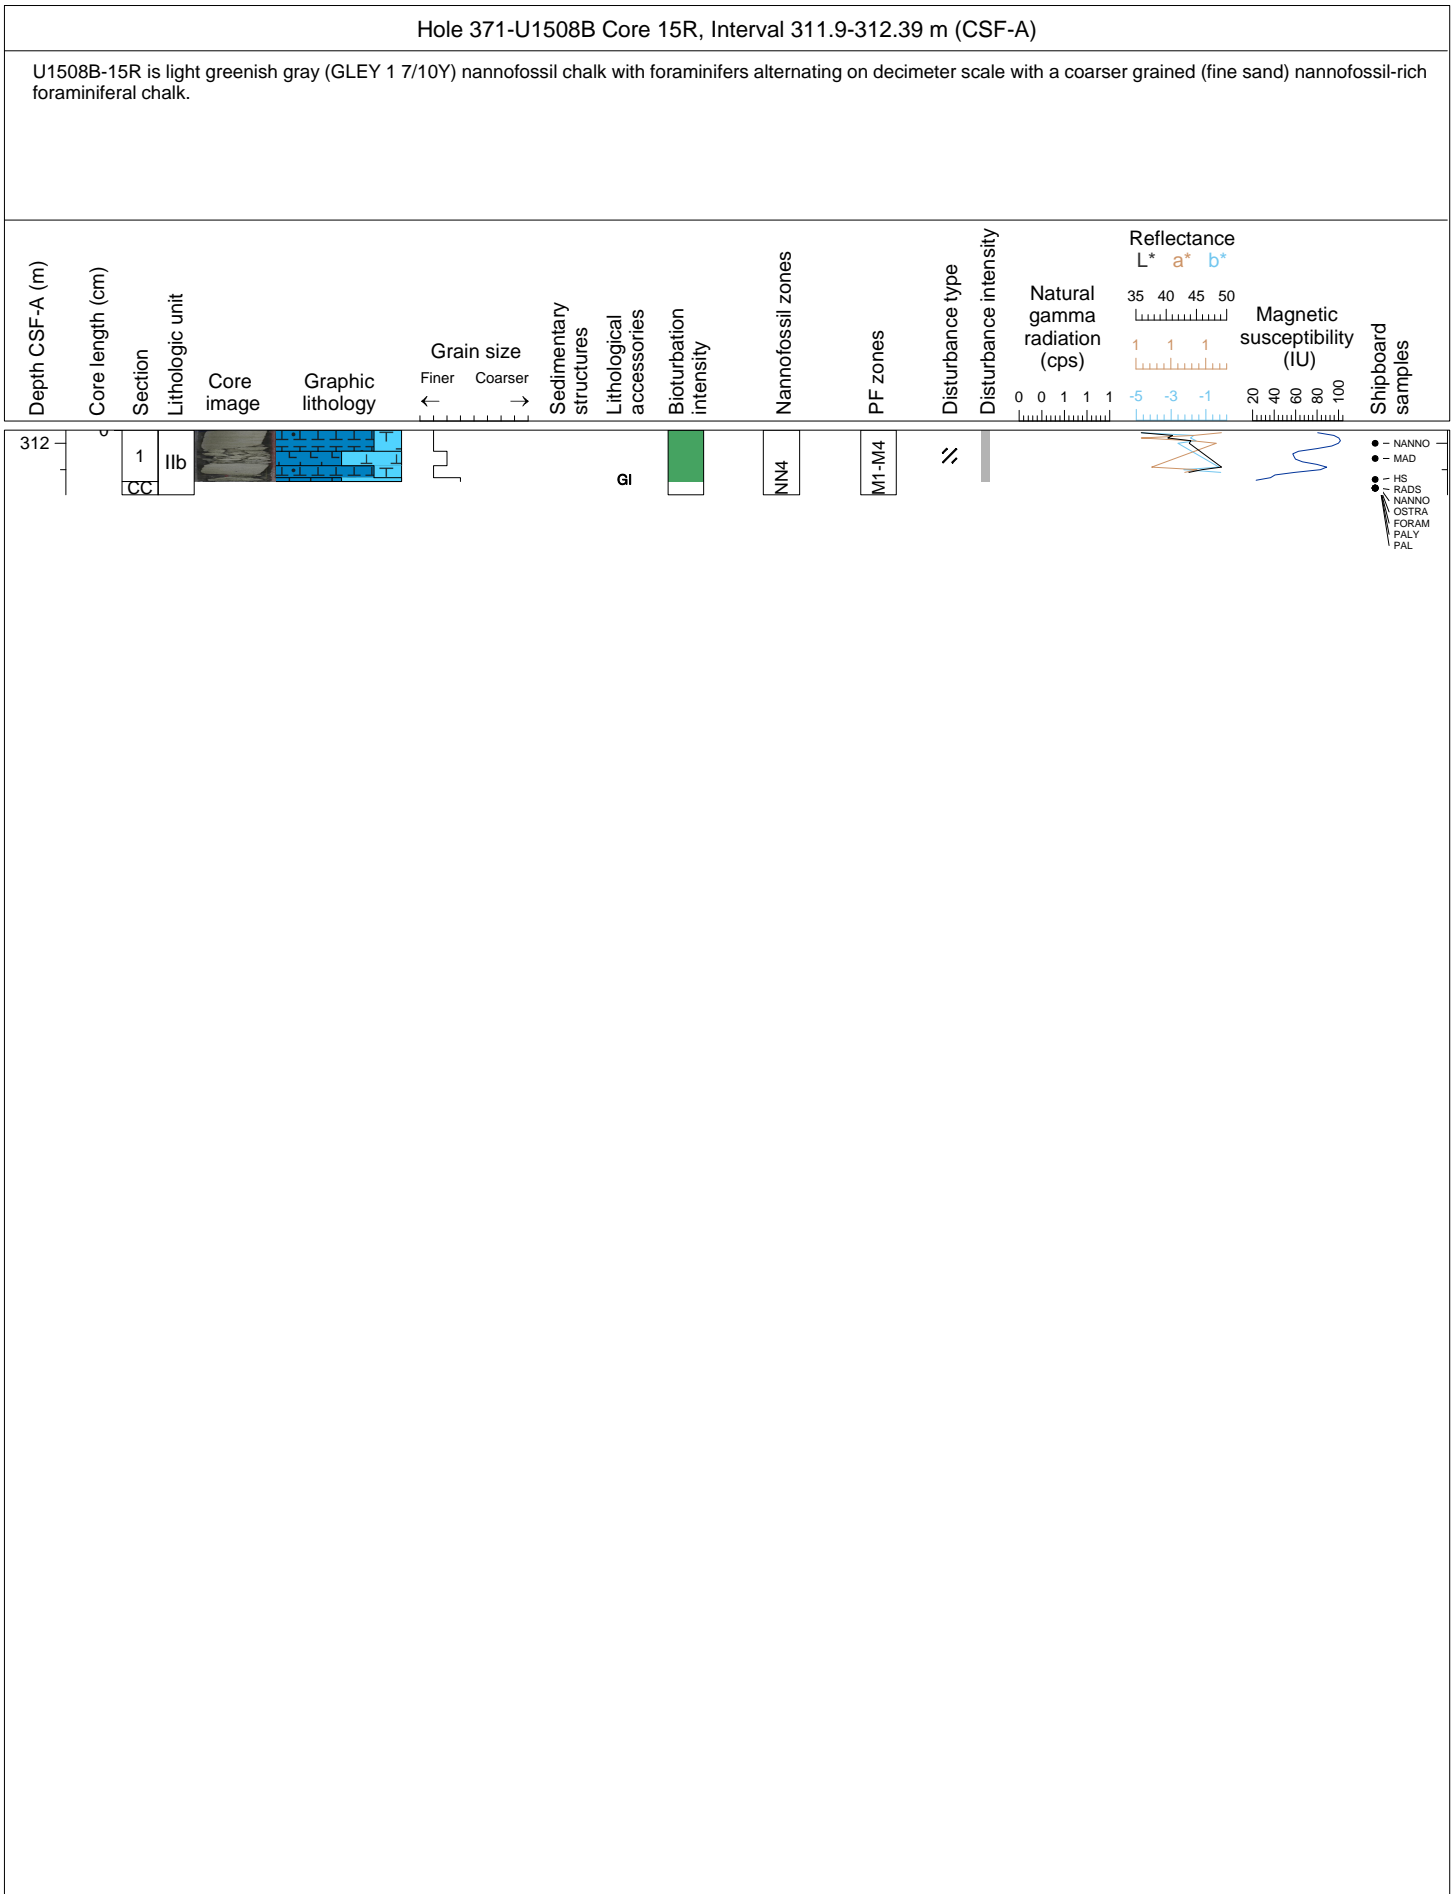 Hole 371-U1508B Core 15R, Interval 311.9-312.39 m (CSF-A)
U1508B-15R is light greenish gray (GLEY 1 7/10Y) nannofossil chalk with foraminifers alternating on decimeter scale with a coarser grained (fine sand) nannofossil-rich
foraminiferal chalk.
Depth CSF-A (m)
Core length (cm)
Section
Lithologic unit
Core
image
Graphic
lithology
Grain size
Finer Coarser
← →
Sedimentary
structures
Lithological
accessories
Bioturbation
intensity
Nannofossil zones
PF zones
Disturbance type
Disturbance intensity
Natural
gamma
radiation
(cps)
0 0 1 1 1
Reflectance
L* a* b*
35 40 45 50
1 1 1
-5 -3 -1
Magnetic
susceptibility
(IU)
20 40 60 80 100
Shipboard
samples
312
0
1
CC
IIb
Gl
NN4
M1-M4
NANNO
MAD
HS
RADS
NANNO
OSTRA
FORAM
PALY
PAL